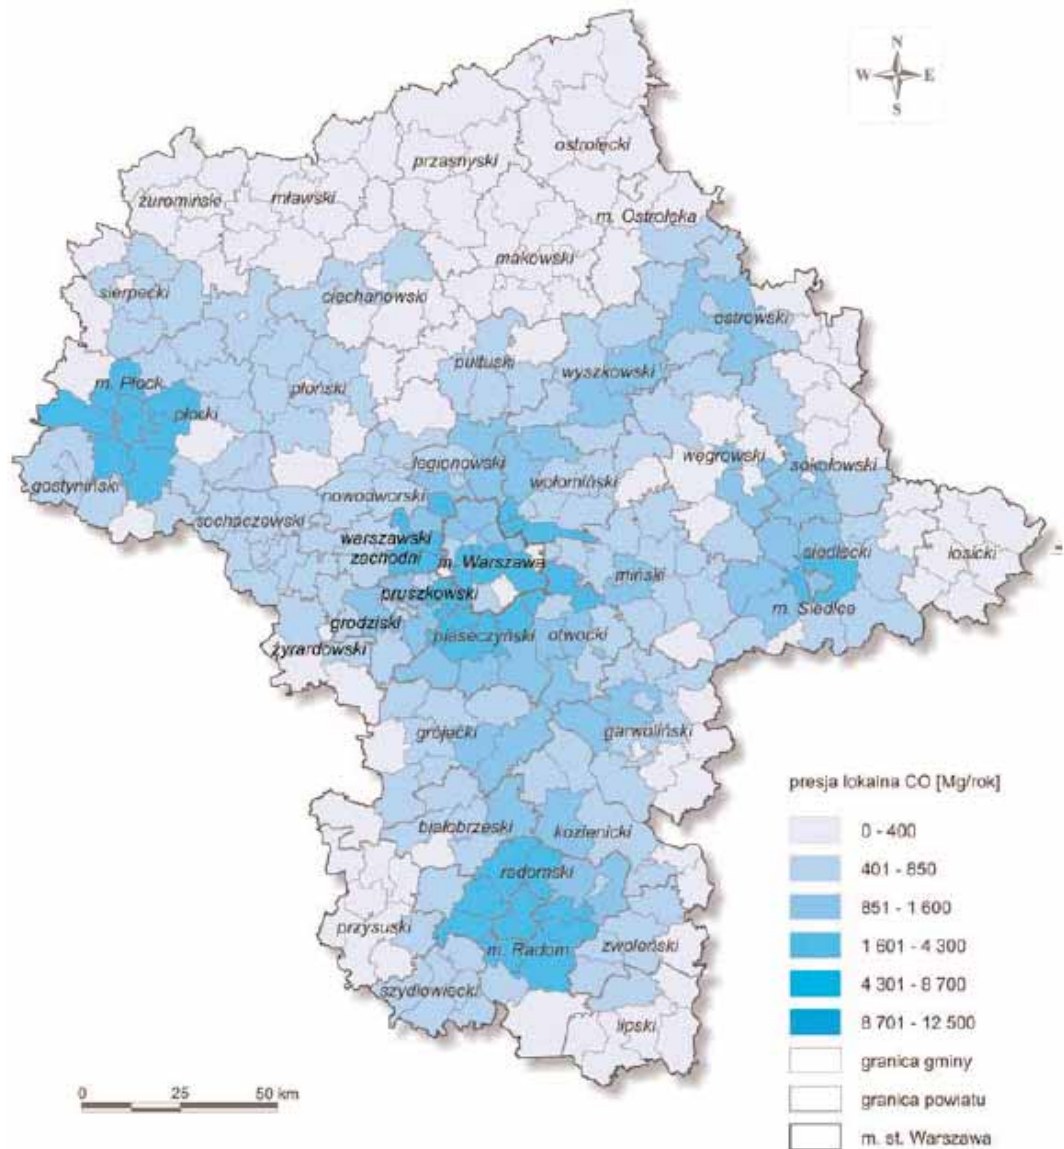 N
W E
S
ostrołęcki
przasnyski
żuromiński
mławski
m. Ostrołęka
makowski
sierpecki
ciechanowski
ostrowski
pułtuski
wyszkowski
m. Płock
płoński
płocki
legionowski
węgrowski
sokołowski
gostyniński
wołomiński
nowodworski
sochaczewski
warszawski
zachodni
m. Warszawa
siedlecki
łosicki
miński
pruszkowski
m. Siedlce
grodziski
piaseczyński
otwocki
żyrardowski
grójecki
garwoliński
białobrzeski
kozienicki
radomski
przysuski
m. Radom
zwoleński
szydłowiecki
lipski
presja lokalna CO [Mg/rok]
0 - 400
401 - 850
851 - 1 600
1 601 - 4 300
4 301 - 8 700
8 701 - 12 500
granica gminy
granica powiatu
m. st. Warszawa
0 25 50 km